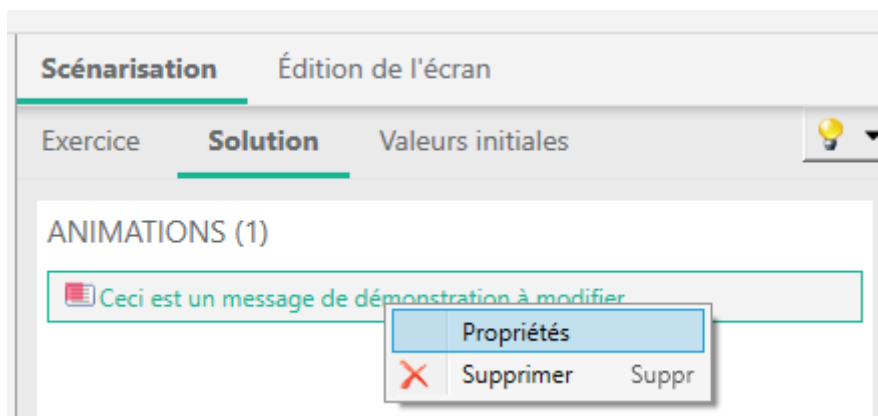 Scénarisation Édition de l'écran
Exercice Solution Valeurs initiales
ANIMATIONS (1)
Ceci est un message de démonstration à modifier
Propriétés
Supprimer Suppr